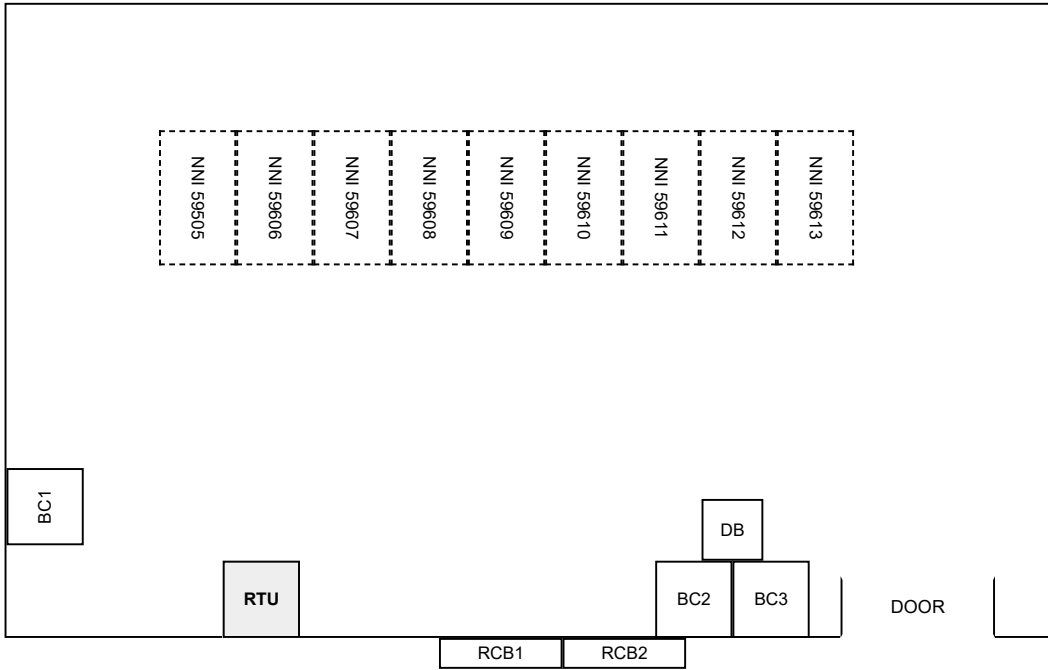 NNI 59505
NNI 59606
NNI 59607
NNI 59608
NNI 59609
NNI 59610
NNI 59611
NNI 59612
NNI 59613
BC1
DB
RTU
BC2
BC3
DOOR
RCB1
RCB2